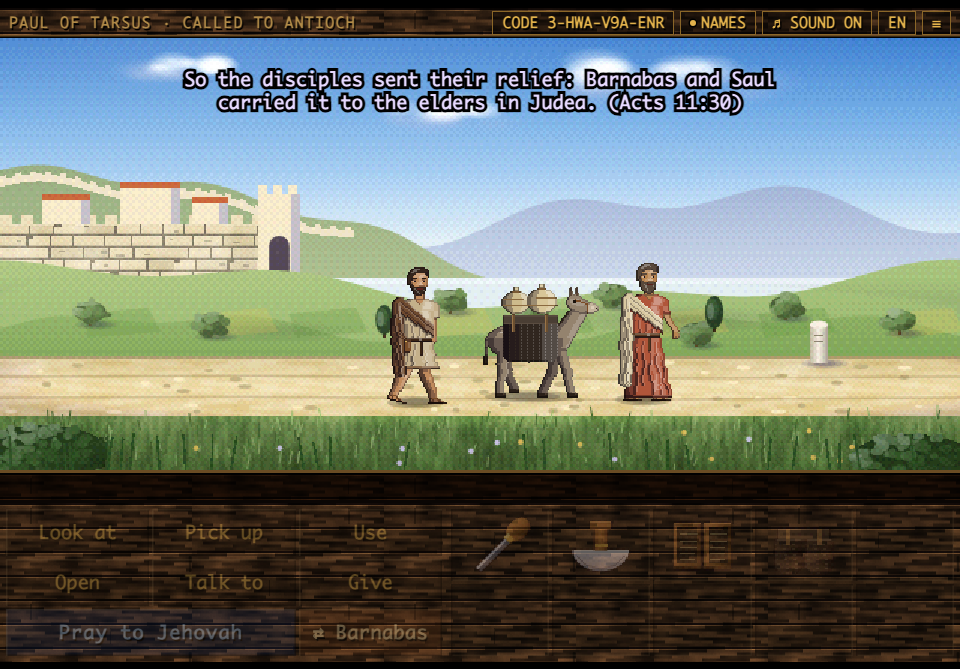 PAUL OF TARSUS · CALLED TO ANTIOCH
CODE 3-HWA-V9A-ENR
● NAMES
♬ SOUND ON
EN
≡
So the disciples sent their relief: Barnabas and Saul
carried it to the elders in Judea. (Acts 11:30)
Look at
Pick up
Use
Open
Talk to
Give
Pray to Jehovah
⇄ Barnabas